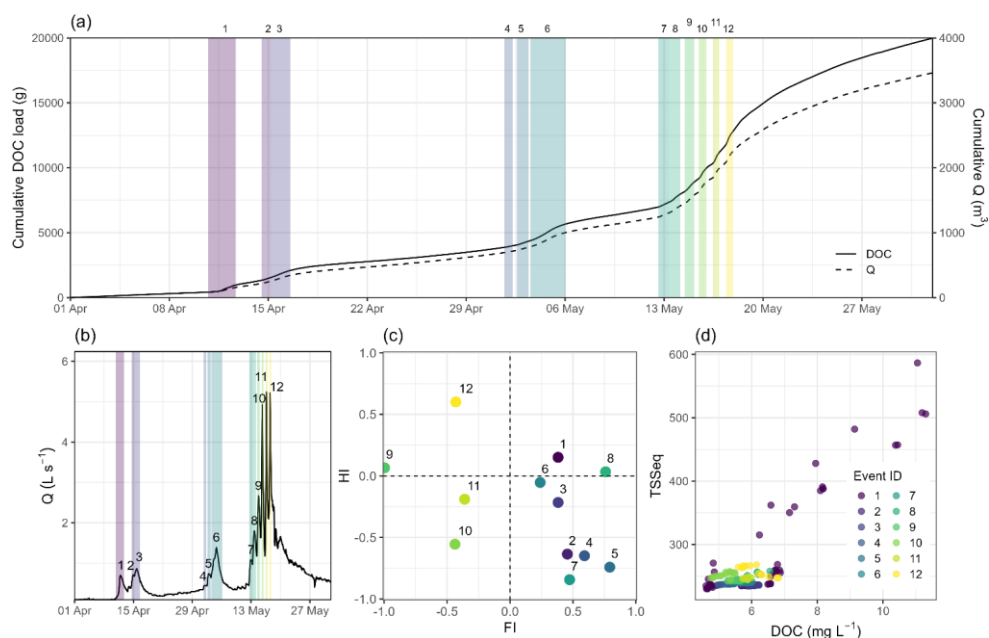 (a)
1 2 3 4 5 6 7 8 9 10 11 12
20000
15000
10000
5000
0
Cumulative DOC load (g)
4000
3000
2000
1000
0
Cumulative Q (m³)
DOC
Q
01 Apr 08 Apr 15 Apr 22 Apr 29 Apr 06 May 13 May 20 May 27 May
(b)
6
4
2
0
Q (L s⁻¹)
1 2 3 4 5 6 7 8 9 10 11 12
01 Apr 15 Apr 29 Apr 13 May 27 May
(c)
1.0
0.5
0.0
-0.5
-1.0
HI
12
1
9
8
6
11
3
10
2
4
5
7
-1.0 -0.5 0.0 0.5 1.0
FI
(d)
600
500
400
300
TSSeq
Event ID
1 7
2 8
3 9
4 10
5 11
6 12
6 8 10
DOC (mg L⁻¹)